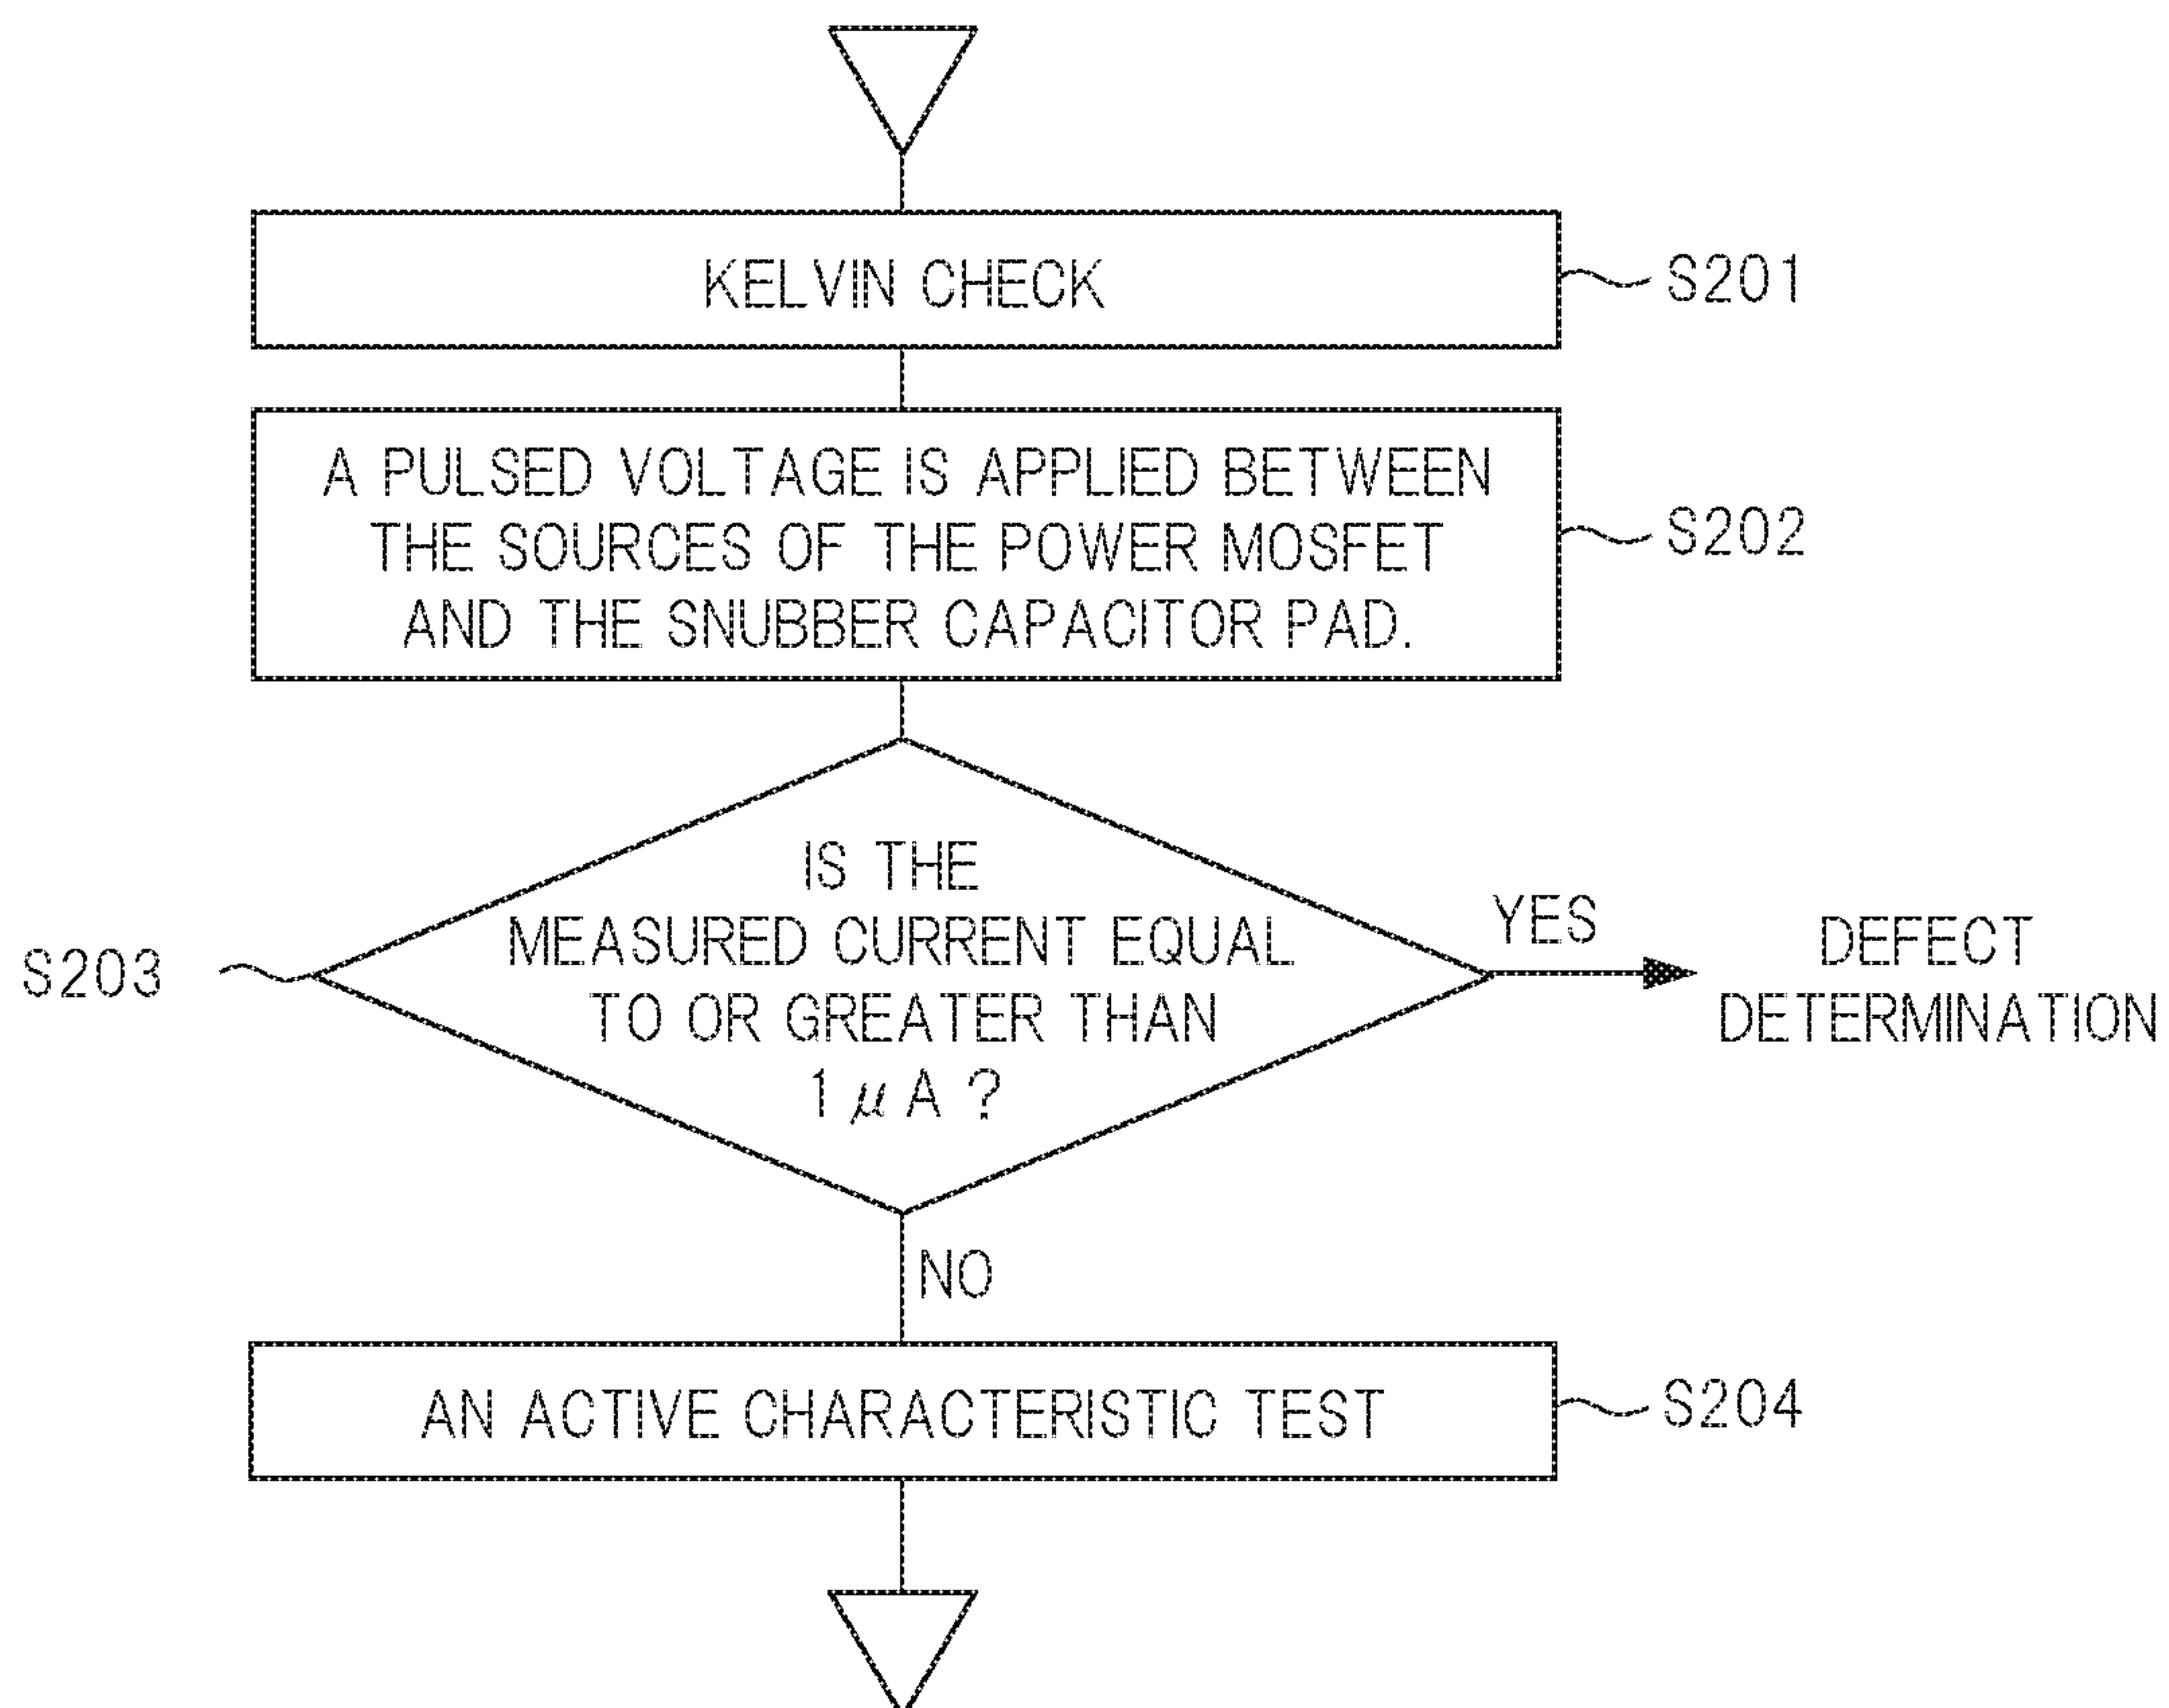 KELVIN CHECK
S201
A PULSED VOLTAGE IS APPLIED BETWEEN
THE SOURCES OF THE POWER MOSFET
AND THE SNUBBER CAPACITOR PAD.
S202
IS THE
MEASURED CURRENT EQUAL
TO OR GREATER THAN
1 μ A ?
S203
YES
DEFECT
DETERMINATION
NO
AN ACTIVE CHARACTERISTIC TEST
S204